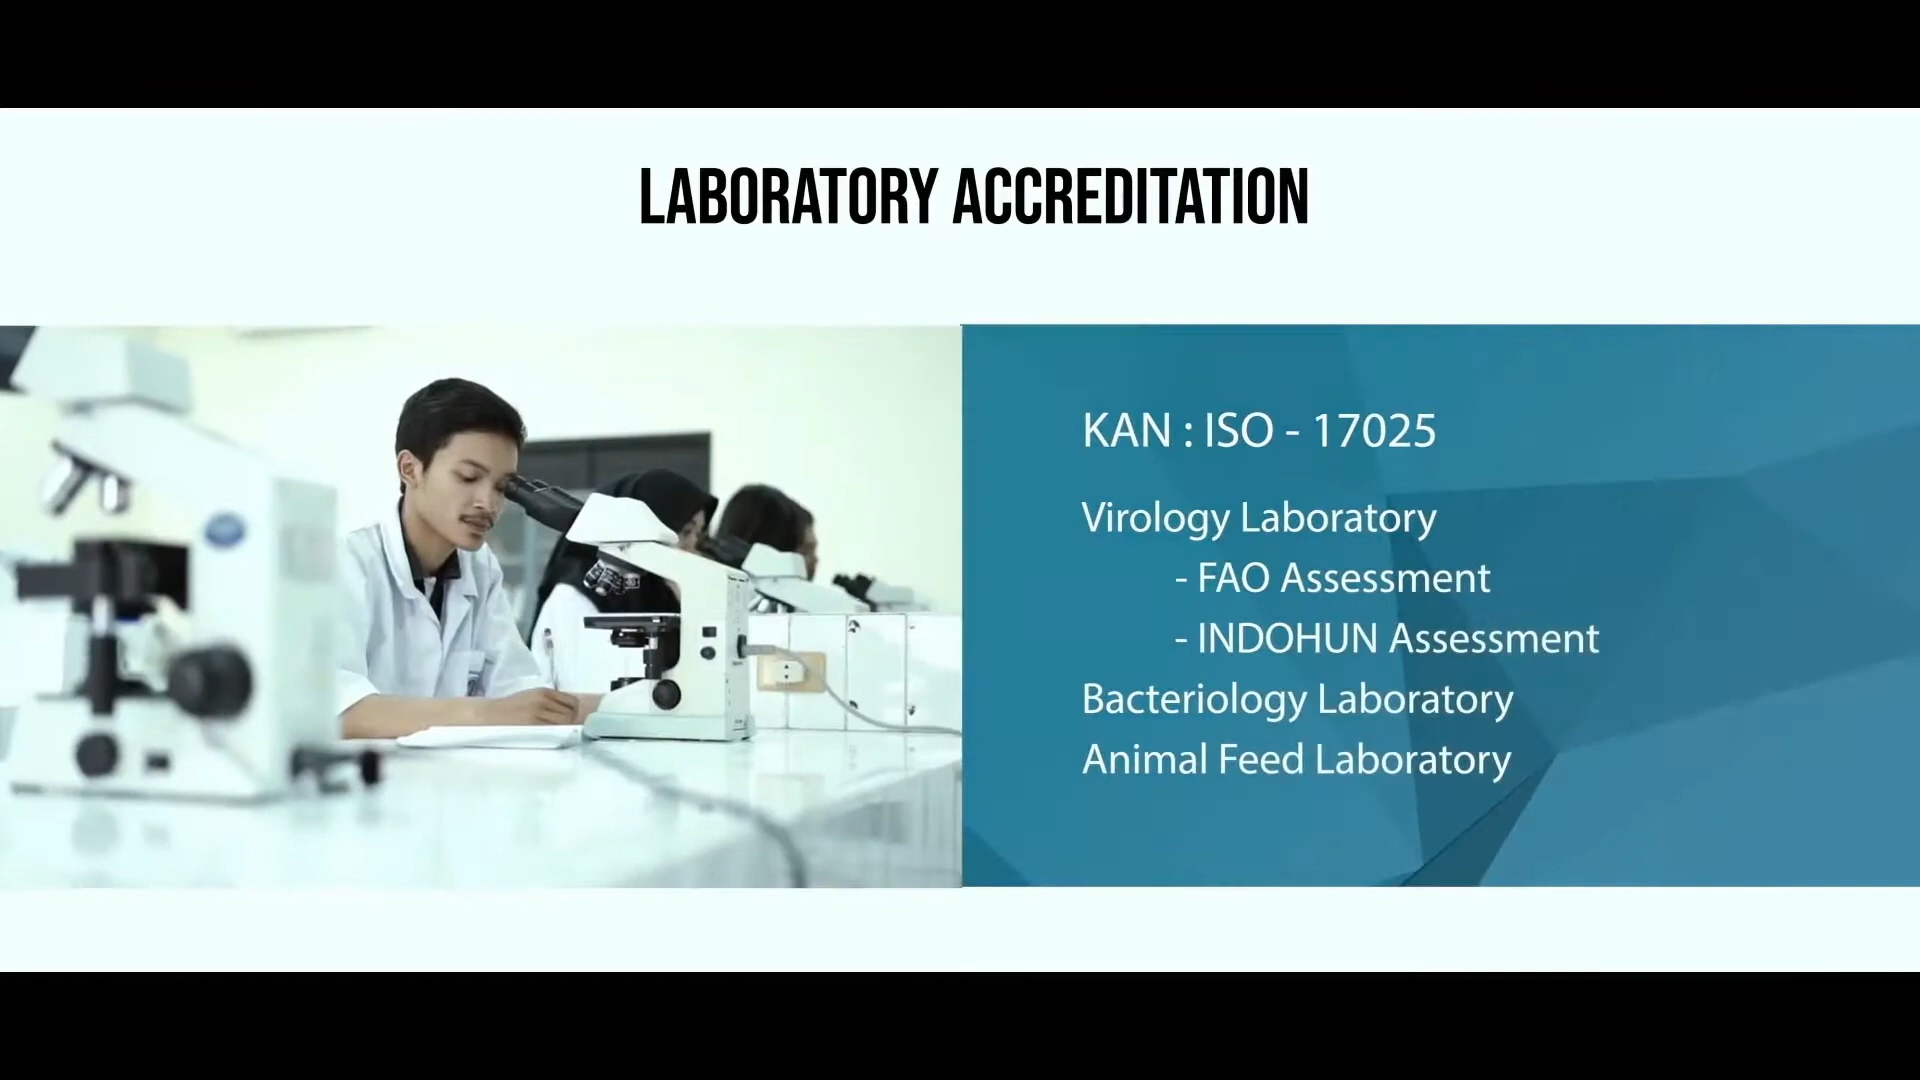 LABORATORY ACCREDITATION
KAN : ISO - 17025
Virology Laboratory
- FAO Assessment
- INDOHUN Assessment
Bacteriology Laboratory
Animal Feed Laboratory